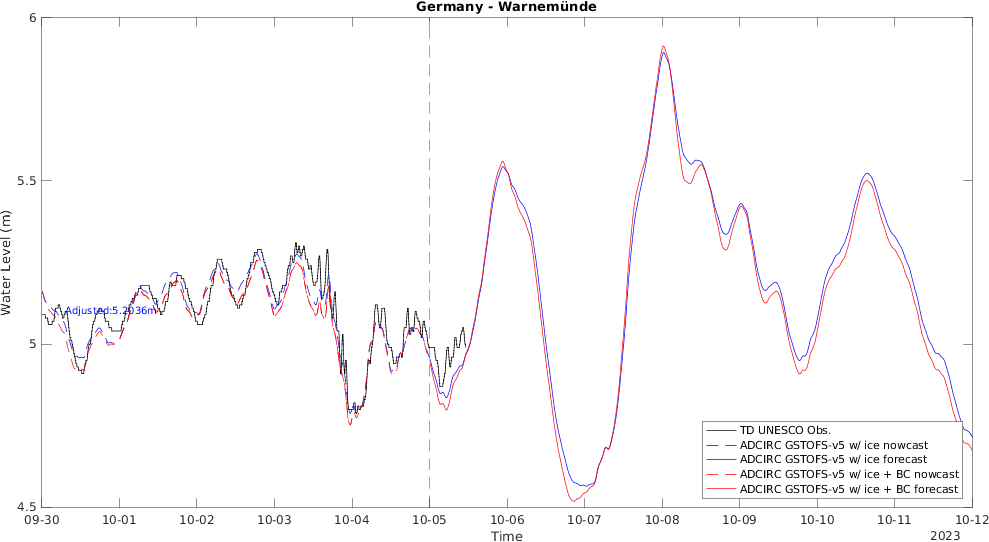 Germany - Warnemünde
Water Level (m)
6
5.5
5
4.5
Adjusted:5.2036m
TD UNESCO Obs.
ADCIRC GSTOFS-v5 w/ ice nowcast
ADCIRC GSTOFS-v5 w/ ice forecast
ADCIRC GSTOFS-v5 w/ ice + BC nowcast
ADCIRC GSTOFS-v5 w/ ice + BC forecast
09-30 10-01 10-02 10-03 10-04 10-05 10-06 10-07 10-08 10-09 10-10 10-11 10-12
Time
2023